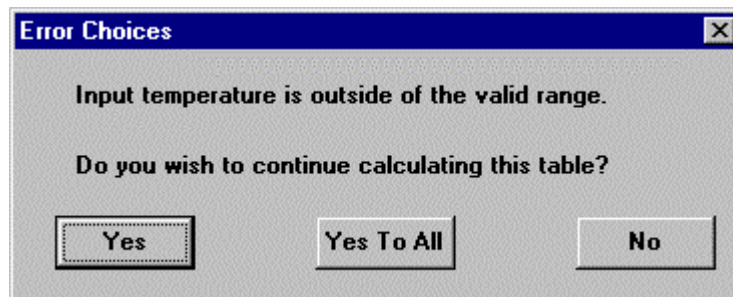 Error Choices
Input temperature is outside of the valid range.
Do you wish to continue calculating this table?
Yes
Yes To All
No